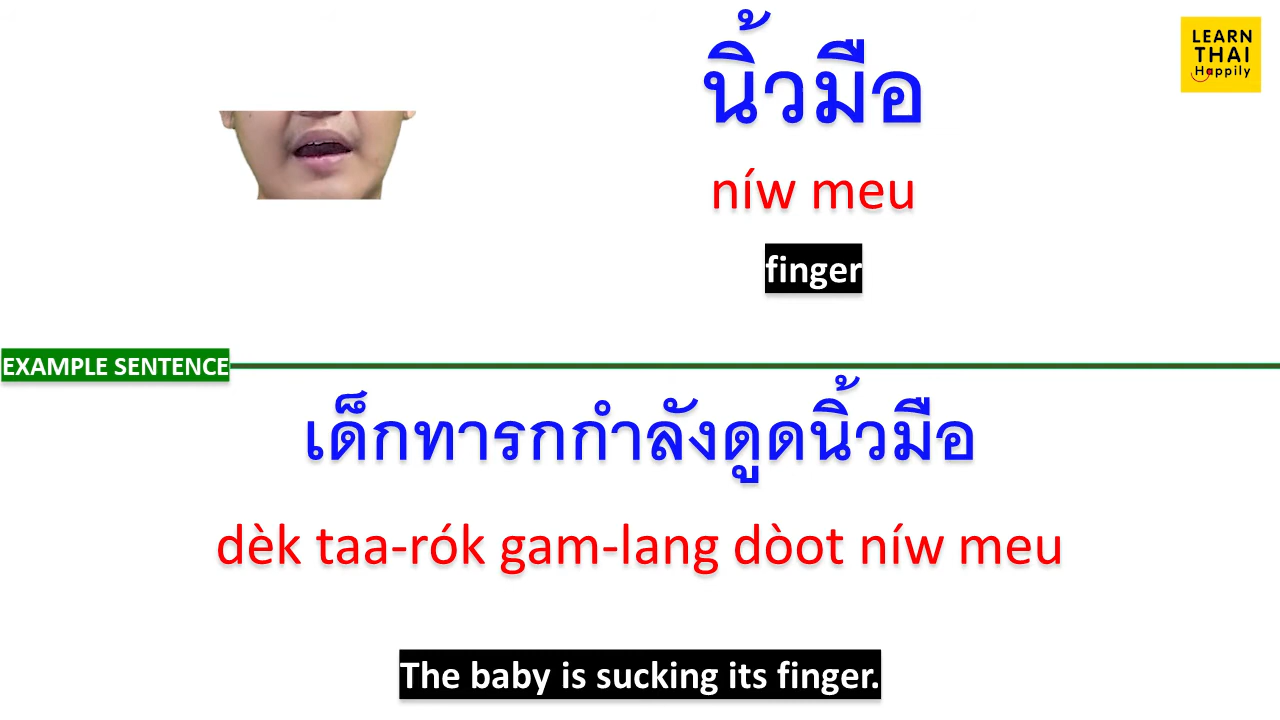 นิ้วมือ
níw meu
finger
LEARN
THAI
Happily
EXAMPLE SENTENCE
เด็กทารกกำลังดูดนิ้วมือ
dèk taa-rók gam-lang dòot níw meu
The baby is sucking its finger.